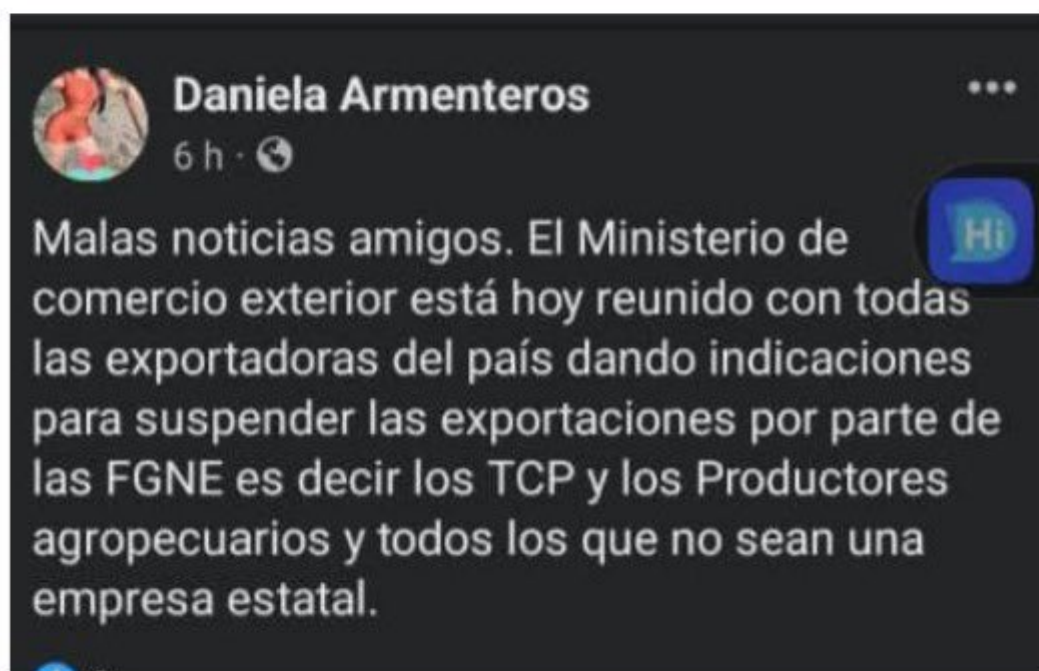 Daniela Armenteros
6 h ·
Hi
Malas noticias amigos. El Ministerio de
comercio exterior está hoy reunido con todas
las exportadoras del país dando indicaciones
para suspender las exportaciones por parte de
las FGNE es decir los TCP y los Productores
agropecuarios y todos los que no sean una
empresa estatal.